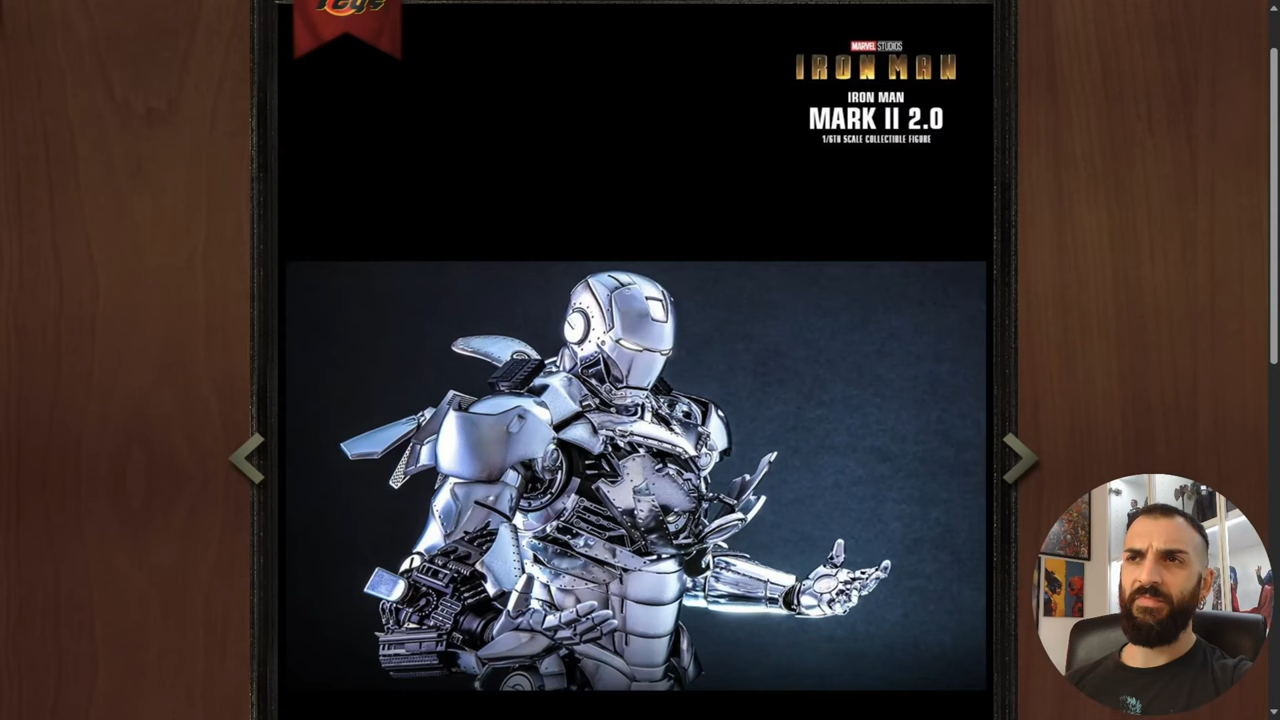 MARVEL STUDIOS
IRON MAN
IRON MAN
MARK II 2.0
1/6TH SCALE COLLECTIBLE FIGURE